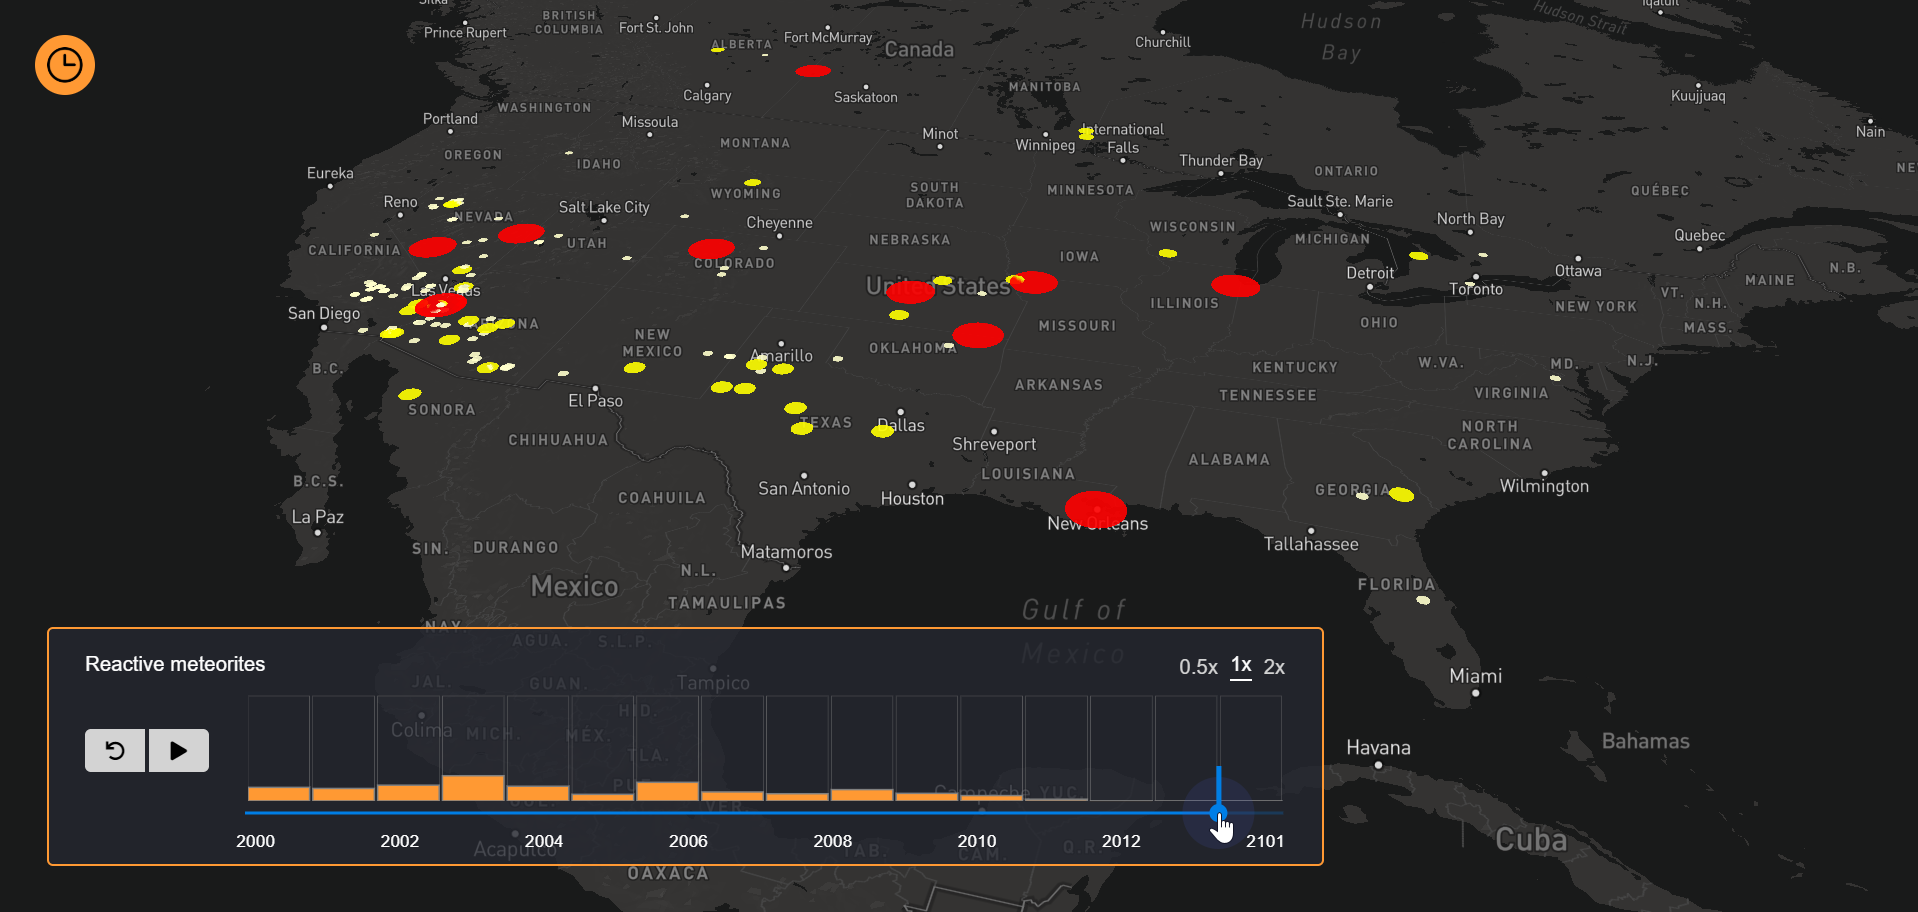 Sitka
Prince Rupert
BRITISH
COLUMBIA
Fort St. John
ALBERTA
Fort McMurray
Canada
Churchill
Hudson
Bay
Hudson Strait
Iqaluit
Calgary
Saskatoon
MANITOBA
Kuujjuaq
WASHINGTON
Portland
Missoula
MONTANA
Minot
Winnipeg
International
Falls
Nain
OREGON
IDAHO
Thunder Bay
ONTARIO
Eureka
WYOMING
SOUTH
DAKOTA
MINNESOTA
QUÉBEC
Reno
NEVADA
Salt Lake City
Cheyenne
Sault Ste. Marie
North Bay
WISCONSIN
MICHIGAN
Quebec
CALIFORNIA
UTAH
COLORADO
NEBRASKA
IOWA
Detroit
Ottawa
MAINE
N.B.
Las Vegas
United States
ILLINOIS
Toronto
VT.
N.H.
NEW YORK
MASS.
San Diego
ARIZONA
NEW
MEXICO
Amarillo
OKLAHOMA
MISSOURI
OHIO
B.C.
KENTUCKY
W.VA.
MD.
N.J.
ARKANSAS
TENNESSEE
VIRGINIA
SONORA
El Paso
TEXAS
Dallas
Shreveport
NORTH
CAROLINA
CHIHUAHUA
ALABAMA
B.C.S.
LOUISIANA
San Antonio
Houston
COAHUILA
GEORGIA
Wilmington
La Paz
New Orleans
SIN.
DURANGO
Matamoros
Tallahassee
N.L.
Mexico
TAMAULIPAS
Gulf of
Mexico
FLORIDA
NAY.
AGUA.
S.L.P.
Reactive meteorites
0.5x 1x 2x
JAL.
GUAN.
Tampico
Miami
HID.
Colima
MICH.
MÉX.
TLA.
Havana
Bahamas
VER.
Campeche
YUC.
2000 2002 2004 2006 2008 2010 2012 2101
Acapulco
TAB.
CAM.
Q.R.
Cuba
OAXACA